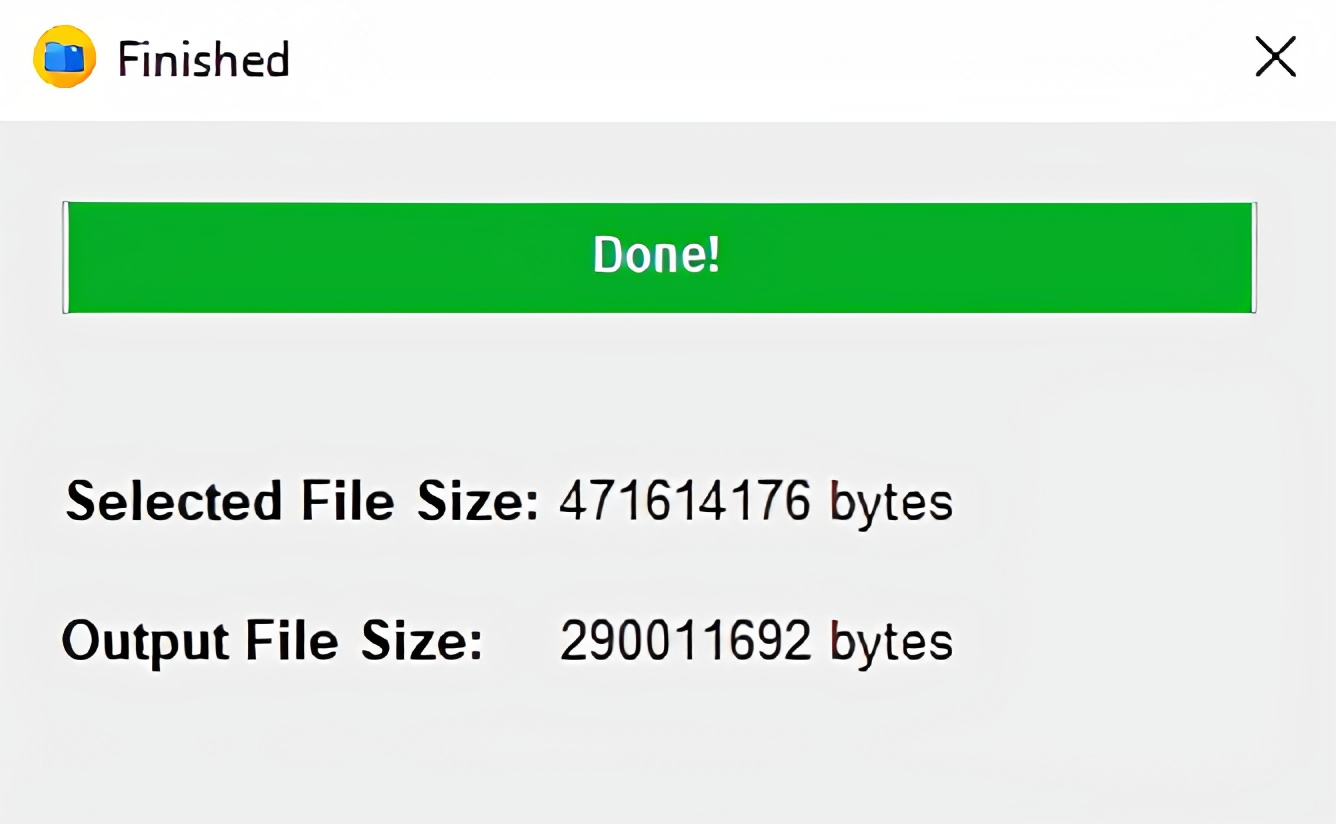 Finished
Done!
Selected File Size: 471614176 bytes
Output File Size: 290011692 bytes